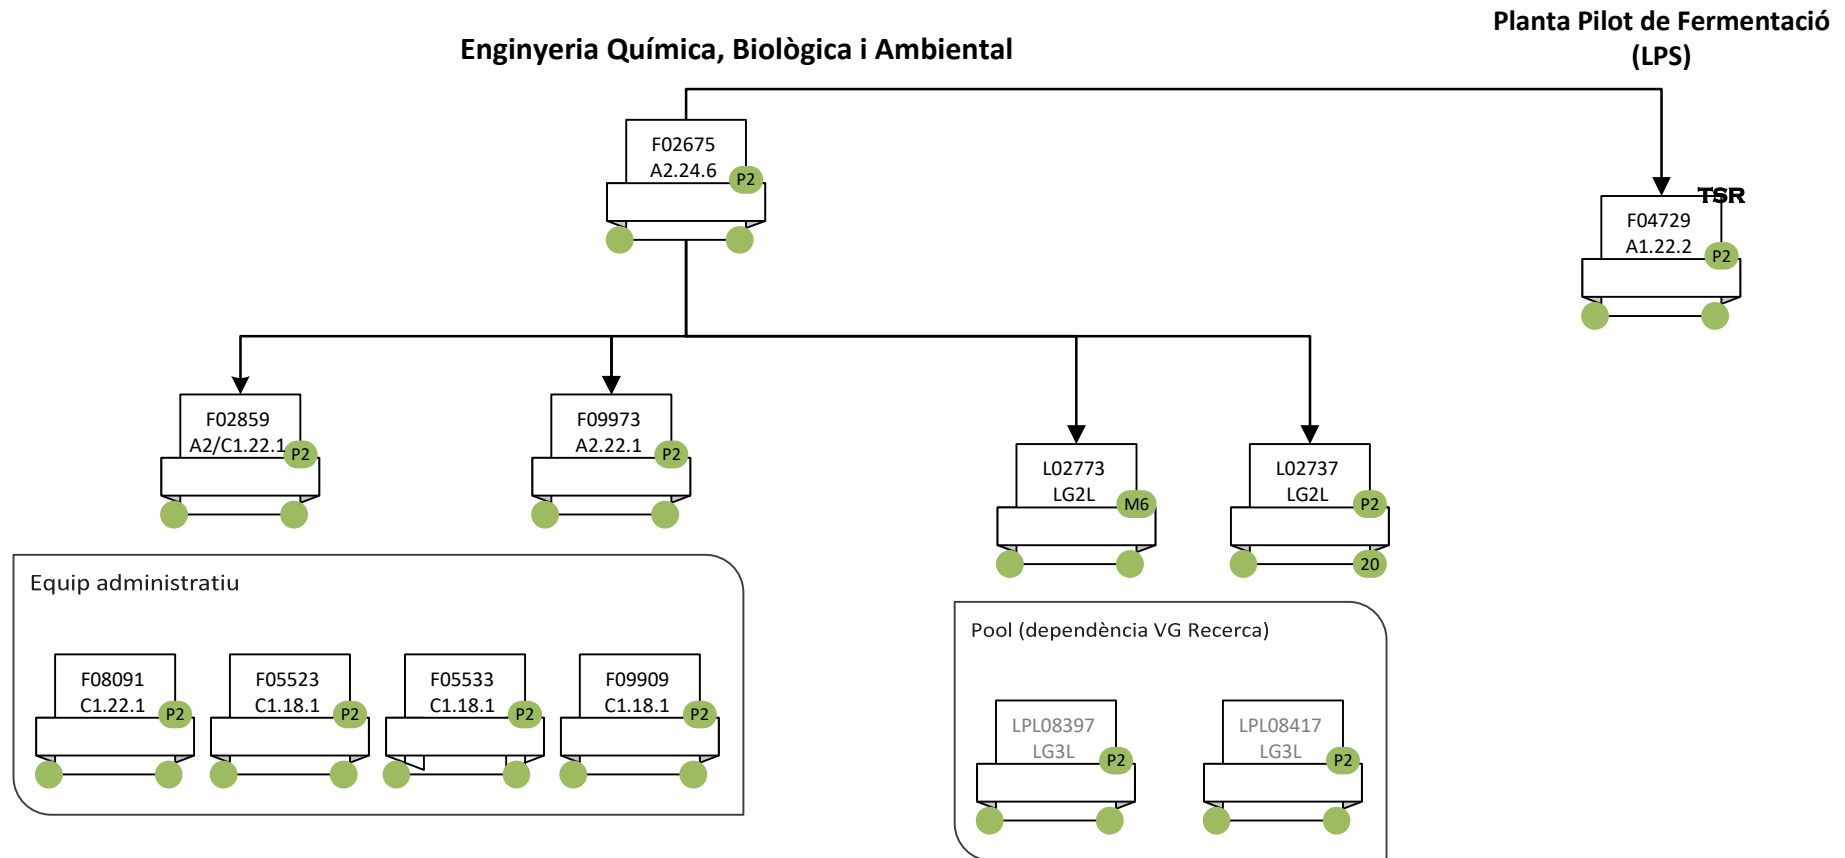 Planta Pilot de Fermentació
(LPS)
Enginyeria Química, Biològica i Ambiental
F02675
A2.24.6
P2
TSR
F04729
A1.22.2
P2
F02859
A2/C1.22.1
P2
F09973
A2.22.1
P2
L02773
LG2L
M6
L02737
LG2L
P2
20
Equip administratiu
F08091
C1.22.1
P2
F05523
C1.18.1
P2
F05533
C1.18.1
P2
F09909
C1.18.1
P2
Pool (dependència VG Recerca)
LPL08397
LG3L
P2
LPL08417
LG3L
P2